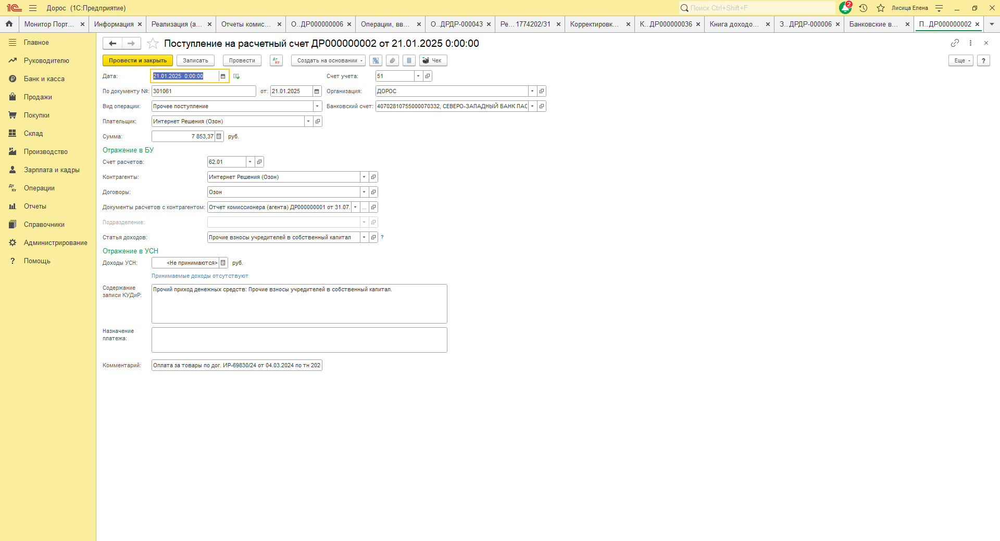 Дорос (1С:Предприятие)
Поиск Ctrl+Shift+F
2
Лисица Елена
Монитор Порт...
Информация
Реализация (а...
Отчеты комисс...
О..ДР000000006
Операции, вв...
О..ДРДР-000043
Ре...1774202/31
Корректировк...
К..ДР000000036
Книга доходо...
З..ДРДР-000006
Банковские в...
П..ДР000000002
Главное
Руководителю
Банк и касса
Продажи
Покупки
Склад
Производство
Зарплата и кадры
Операции
Отчеты
Справочники
Администрирование
Помощь
Поступление на расчетный счет ДР000000002 от 21.01.2025 0:00:00
Провести и закрыть
Записать
Провести
Дт Кт
Создать на основании
Чек
Еще
?
Дата: 21.01.2025 0:00:00
Счет учета: 51
По документу №: 301061 от: 21.01.2025
Организация: ДОРОС
Вид операции: Прочее поступление
Банковский счет: 40702810755000070332, СЕВЕРО-ЗАПАДНЫЙ БАНК ПАС
Плательщик: Интернет Решения (Озон)
Сумма: 7 853,37 руб.
Отражение в БУ
Счет расчетов: 62.01
Контрагенты: Интернет Решения (Озон)
Договоры: Озон
Документы расчетов с контрагентом: Отчет комиссионера (агента) ДР000000001 от 31.07.
Подразделение:
Статья доходов: Прочие взносы учредителей в собственный капитал ?
Отражение в УСН
Доходы УСН: <Не принимаются> руб.
Принимаемые доходы отсутствуют
Содержание
записи КУДиР:
Прочий приход денежных средств: Прочие взносы учредителей в собственный капитал.
Назначение
платежа:
Комментарий: Оплата за товары по дог. ИР-69830/24 от 04.03.2024 по тн 202